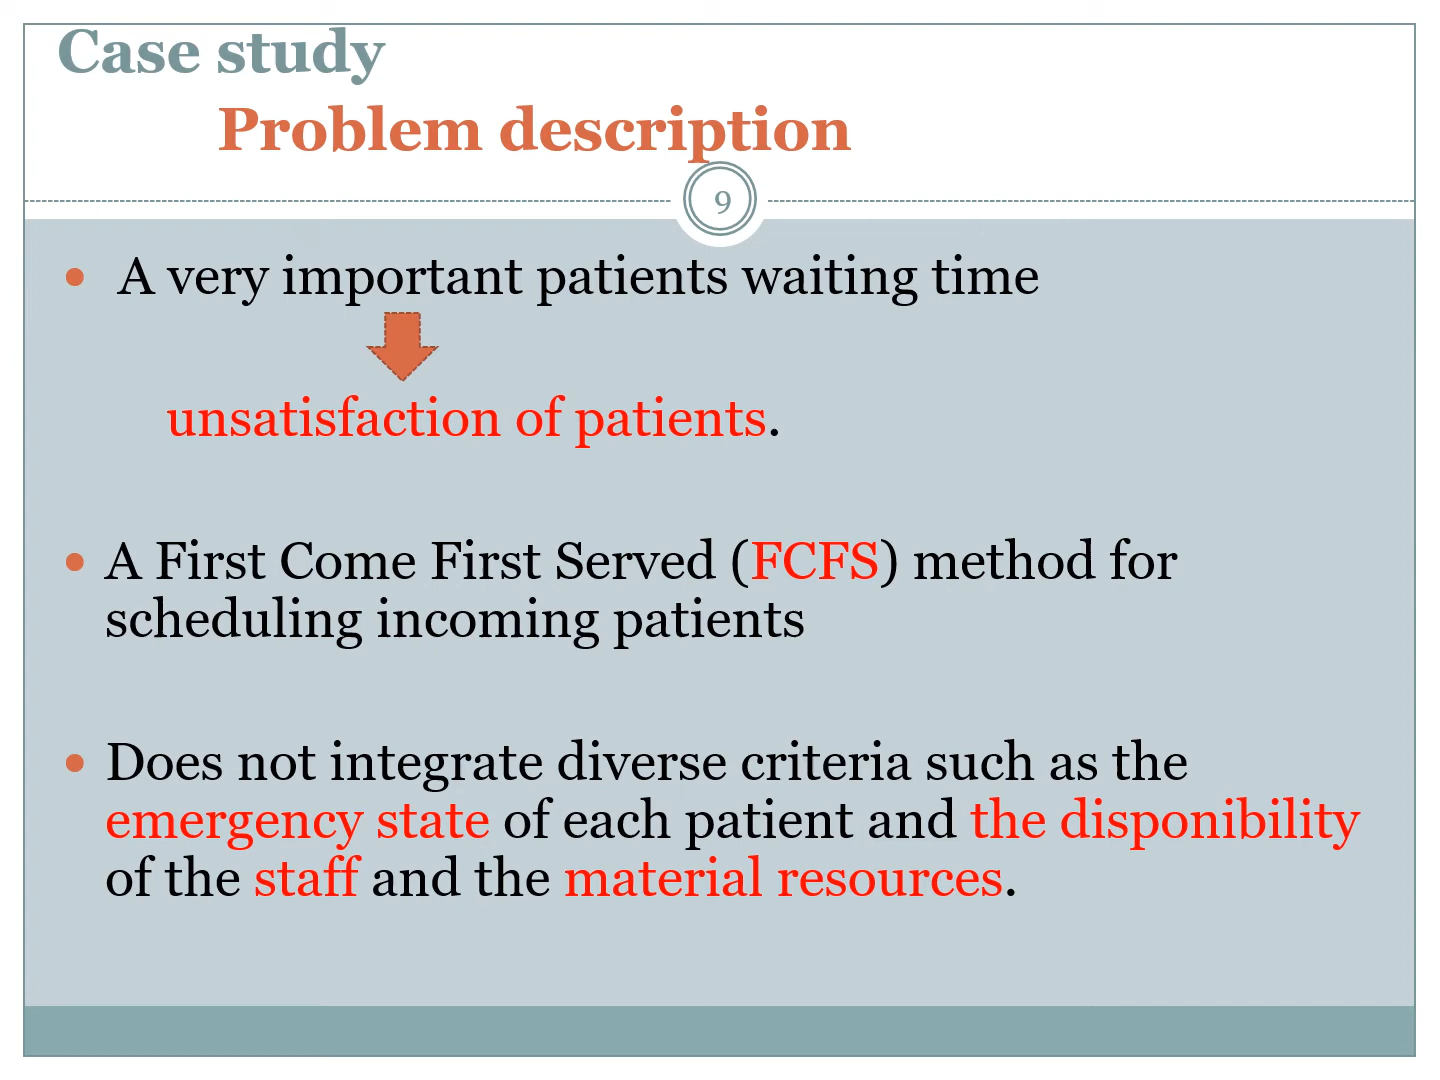 Case study
Problem description
9
• A very important patients waiting time
unsatisfaction of patients.
• A First Come First Served (FCFS) method for
scheduling incoming patients
• Does not integrate diverse criteria such as the
emergency state of each patient and the disponibility
of the staff and the material resources.